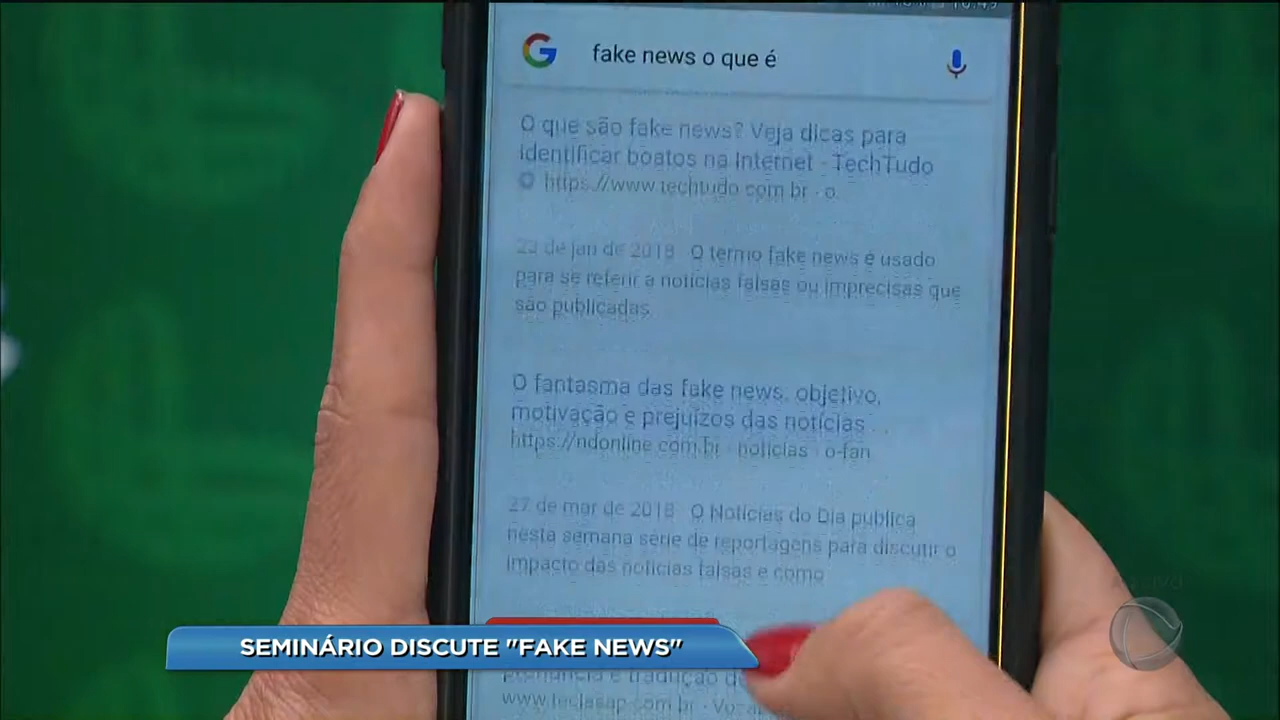 fake news o que é
O que são fake news? Veja dicas para
identificar boatos na Internet - TechTudo
https://www.techtudo.com.br › o
23 de jan de 2018 O termo fake news é usado
para se referir a notícias falsas ou imprecisas que
são publicadas
O fantasma das fake news, objetivo,
motivação e prejuízos das notícias ...
https://ndonline.com.br › noticias › o-fan
27 de mar de 2018 O Notícias do Dia publica
nesta semana série de reportagens para discutir o
impacto das notícias falsas e como
SEMINÁRIO DISCUTE "FAKE NEWS"
pronúncia e tradução de
www.teclasap.com.br